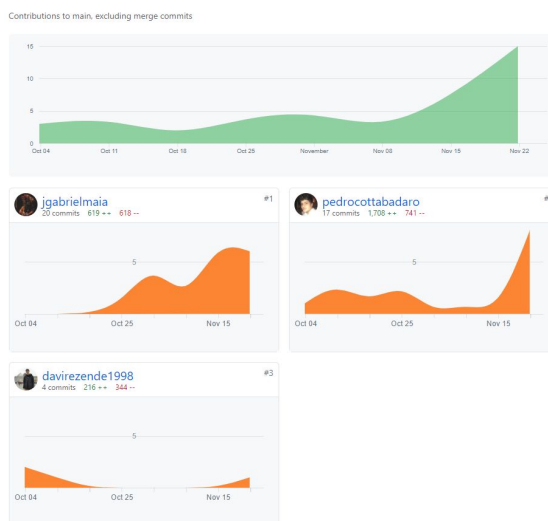 Contributions to main, excluding merge commits
15
10
5
0
Oct 04 Oct 11 Oct 18 Oct 25 November Nov 08 Nov 15 Nov 22
jgabrielmaia #1
20 commits 619 ++ 618 --
5
Oct 04 Oct 25 Nov 15
pedrocottabadaro #
17 commits 1,708 ++ 741 --
5
Oct 04 Oct 25 Nov 15
davirezende1998 #3
4 commits 216 ++ 344 --
5
Oct 04 Oct 25 Nov 15